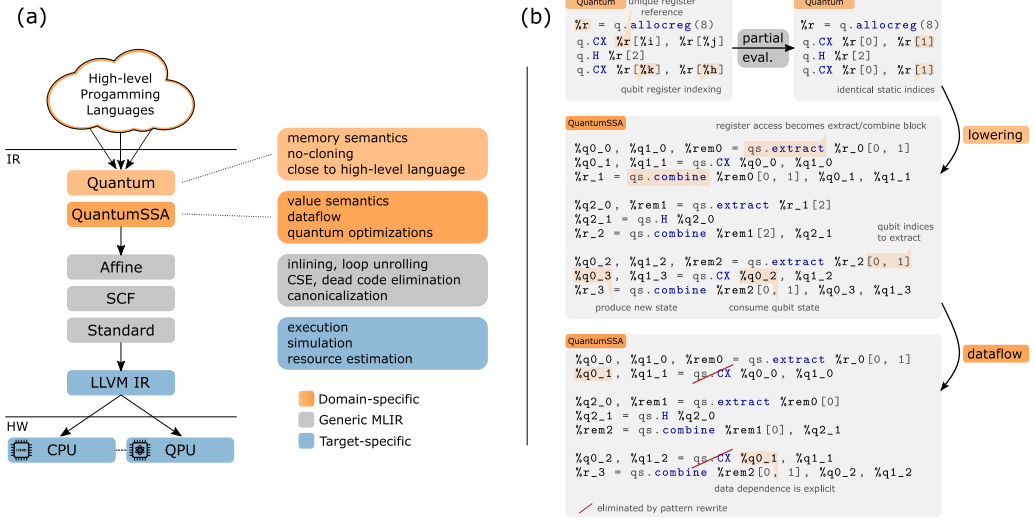 (a)
High-level
Progamming
Languages
IR
Quantum
QuantumSSA
Affine
SCF
Standard
LLVM IR
HW
CPU
QPU
memory semantics
no-cloning
close to high-level language
value semantics
dataflow
quantum optimizations
inlining, loop unrolling
CSE, dead code elimination
canonicalization
execution
simulation
resource estimation
Domain-specific
Generic MLIR
Target-specific
(b)
Quantum
unique register
reference
%r = q.allocreg(8)
q.CX %r[%i], %r[%j]
q.H %r[2]
q.CX %r[%k], %r[%h]
qubit register indexing
partial
eval.
Quantum
%r = q.allocreg(8)
q.CX %r[0], %r[1]
q.H %r[2]
q.CX %r[0], %r[1]
identical static indices
lowering
QuantumSSA
register access becomes extract/combine block
%q0_0, %q1_0, %rem0 = qs.extract %r_0[0, 1]
%q0_1, %q1_1 = qs.CX %q0_0, %q1_0
%r_1 = qs.combine %rem0[0, 1], %q0_1, %q1_1
%q2_0, %rem1 = qs.extract %r_1[2]
%q2_1 = qs.H %q2_0
%r_2 = qs.combine %rem1[2], %q2_1
qubit indices
to extract
%q0_2, %q1_2, %rem2 = qs.extract %r_2[0, 1]
%q0_3, %q1_3 = qs.CX %q0_2, %q1_2
%r_3 = qs.combine %rem2[0, 1], %q0_3, %q1_3
produce new state
consume qubit state
dataflow
QuantumSSA
%q0_0, %q1_0, %rem0 = qs.extract %r_0[0, 1]
%q0_1, %q1_1 = qs.CX %q0_0, %q1_0
%q2_0, %rem1 = qs.extract %rem0[0]
%q2_1 = qs.H %q2_0
%rem2 = qs.combine %rem1[0], %q2_1
%q0_2, %q1_2 = qs.CX %q0_1, %q1_1
%r_3 = qs.combine %rem2[0, 1], %q0_2, %q1_2
data dependence is explicit
eliminated by pattern rewrite